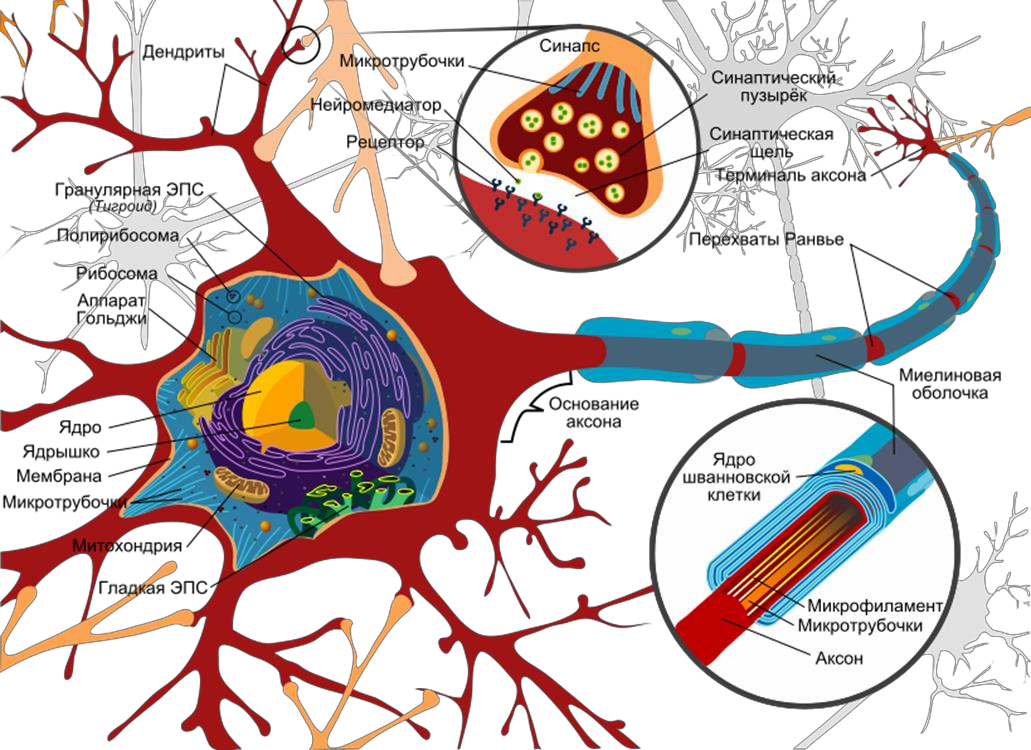 Синапс
Дендриты
Микротрубочки
Нейромедиатор
Рецептор
Синаптический
пузырёк
Синаптическая
щель
Терминаль аксона
Гранулярная ЭПС
(Тигроид)
Полирибосома
Рибосома
Аппарат
Гольджи
Перехваты Ранвье
Миелиновая
оболочка
Основание
аксона
Ядро
Ядрышко
Мембрана
Микротрубочки
Митохондрия
Гладкая ЭПС
Ядро
шванновской
клетки
Микрофиламент
Микротрубочки
Аксон